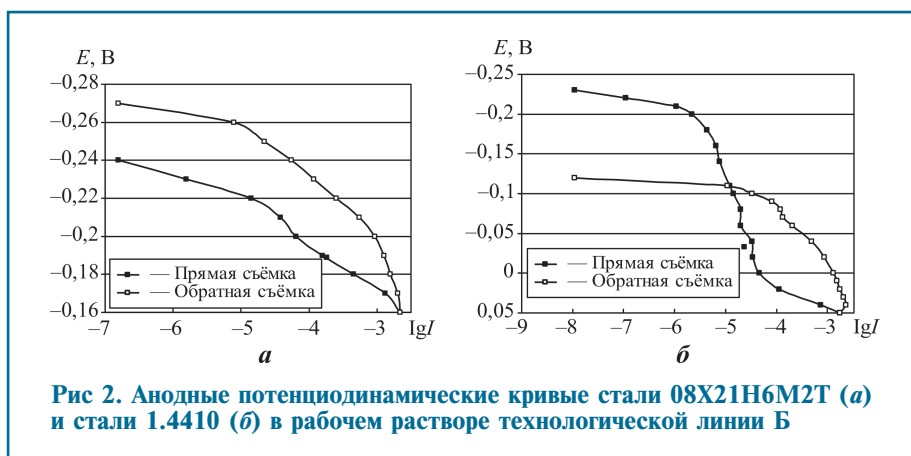 E, В
–0,28
–0,26
–0,24
–0,22
–0,2
–0,18
–0,16
–7
–6
–5
–4
–3
lgI
— Прямая съёмка
— Обратная съёмка
а
E, В
–0,25
–0,2
–0,15
–0,1
–0,05
0
0,05
–9
–8
–7
–6
–5
–4
–3
lgI
— Прямая съёмка
— Обратная съёмка
б
Рис 2. Анодные потенциодинамические кривые стали 08Х21Н6М2Т (а)
и стали 1.4410 (б) в рабочем растворе технологической линии Б